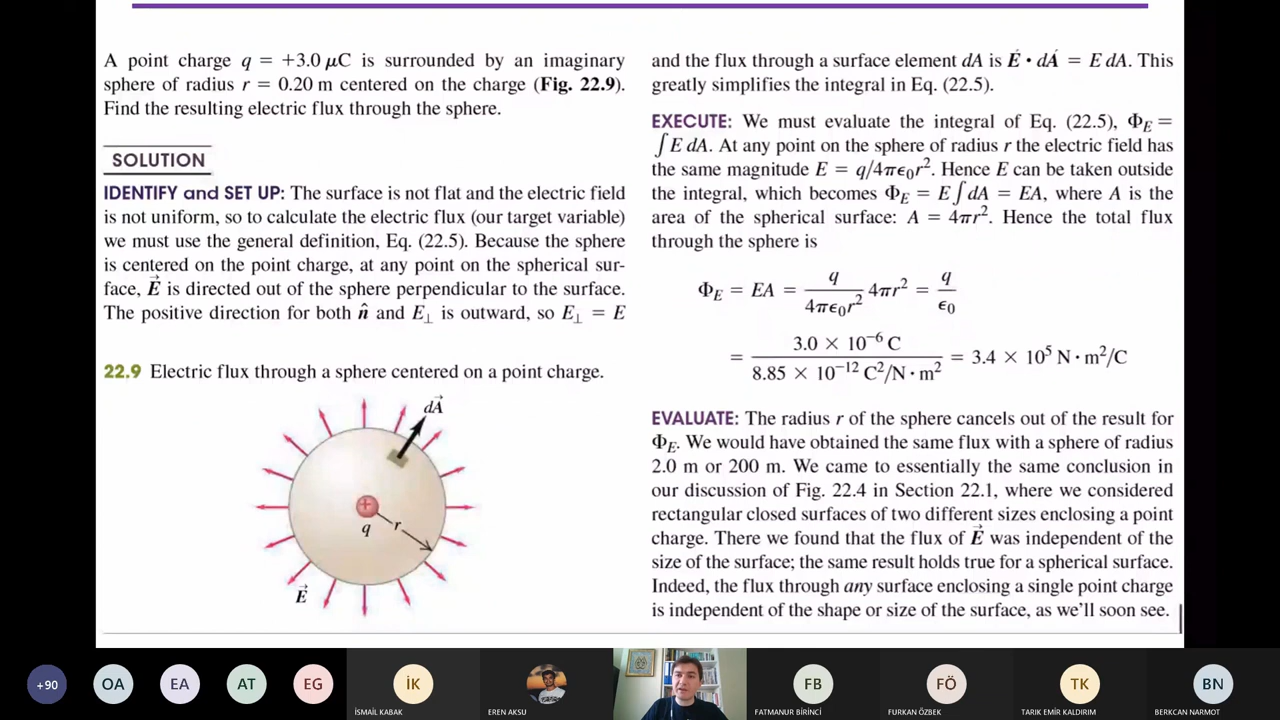 A point charge q = +3.0 μC is surrounded by an imaginary
sphere of radius r = 0.20 m centered on the charge (Fig. 22.9).
Find the resulting electric flux through the sphere.
SOLUTION
IDENTIFY and SET UP: The surface is not flat and the electric field
is not uniform, so to calculate the electric flux (our target variable)
we must use the general definition, Eq. (22.5). Because the sphere
is centered on the point charge, at any point on the spherical sur-
face, E⃗ is directed out of the sphere perpendicular to the surface.
The positive direction for both n̂ and E⊥ is outward, so E⊥ = E
22.9 Electric flux through a sphere centered on a point charge.
dA⃗
q
r
E⃗
and the flux through a surface element dA is E⃗ • dA⃗ = E dA. This
greatly simplifies the integral in Eq. (22.5).
EXECUTE: We must evaluate the integral of Eq. (22.5), Φ_E =
∫E dA. At any point on the sphere of radius r the electric field has
the same magnitude E = q/4πϵ₀r². Hence E can be taken outside
the integral, which becomes Φ_E = E∫dA = EA, where A is the
area of the spherical surface: A = 4πr². Hence the total flux
through the sphere is
Φ_E = EA = q/4πϵ₀r² 4πr² = q/ϵ₀
= 3.0 × 10⁻⁶ C / 8.85 × 10⁻¹² C²/N·m² = 3.4 × 10⁵ N·m²/C
EVALUATE: The radius r of the sphere cancels out of the result for
Φ_E. We would have obtained the same flux with a sphere of radius
2.0 m or 200 m. We came to essentially the same conclusion in
our discussion of Fig. 22.4 in Section 22.1, where we considered
rectangular closed surfaces of two different sizes enclosing a point
charge. There we found that the flux of E⃗ was independent of the
size of the surface; the same result holds true for a spherical surface.
Indeed, the flux through any surface enclosing a single point charge
is independent of the shape or size of the surface, as we'll soon see.
+90 OA EA AT EG İK FB FÖ TK BN
İSMAİL KABAK EREN AKSU FATMANUR BİRİNCİ FURKAN ÖZBEK TARIK EMİR KALDIRIM BERKCAN NARMOT